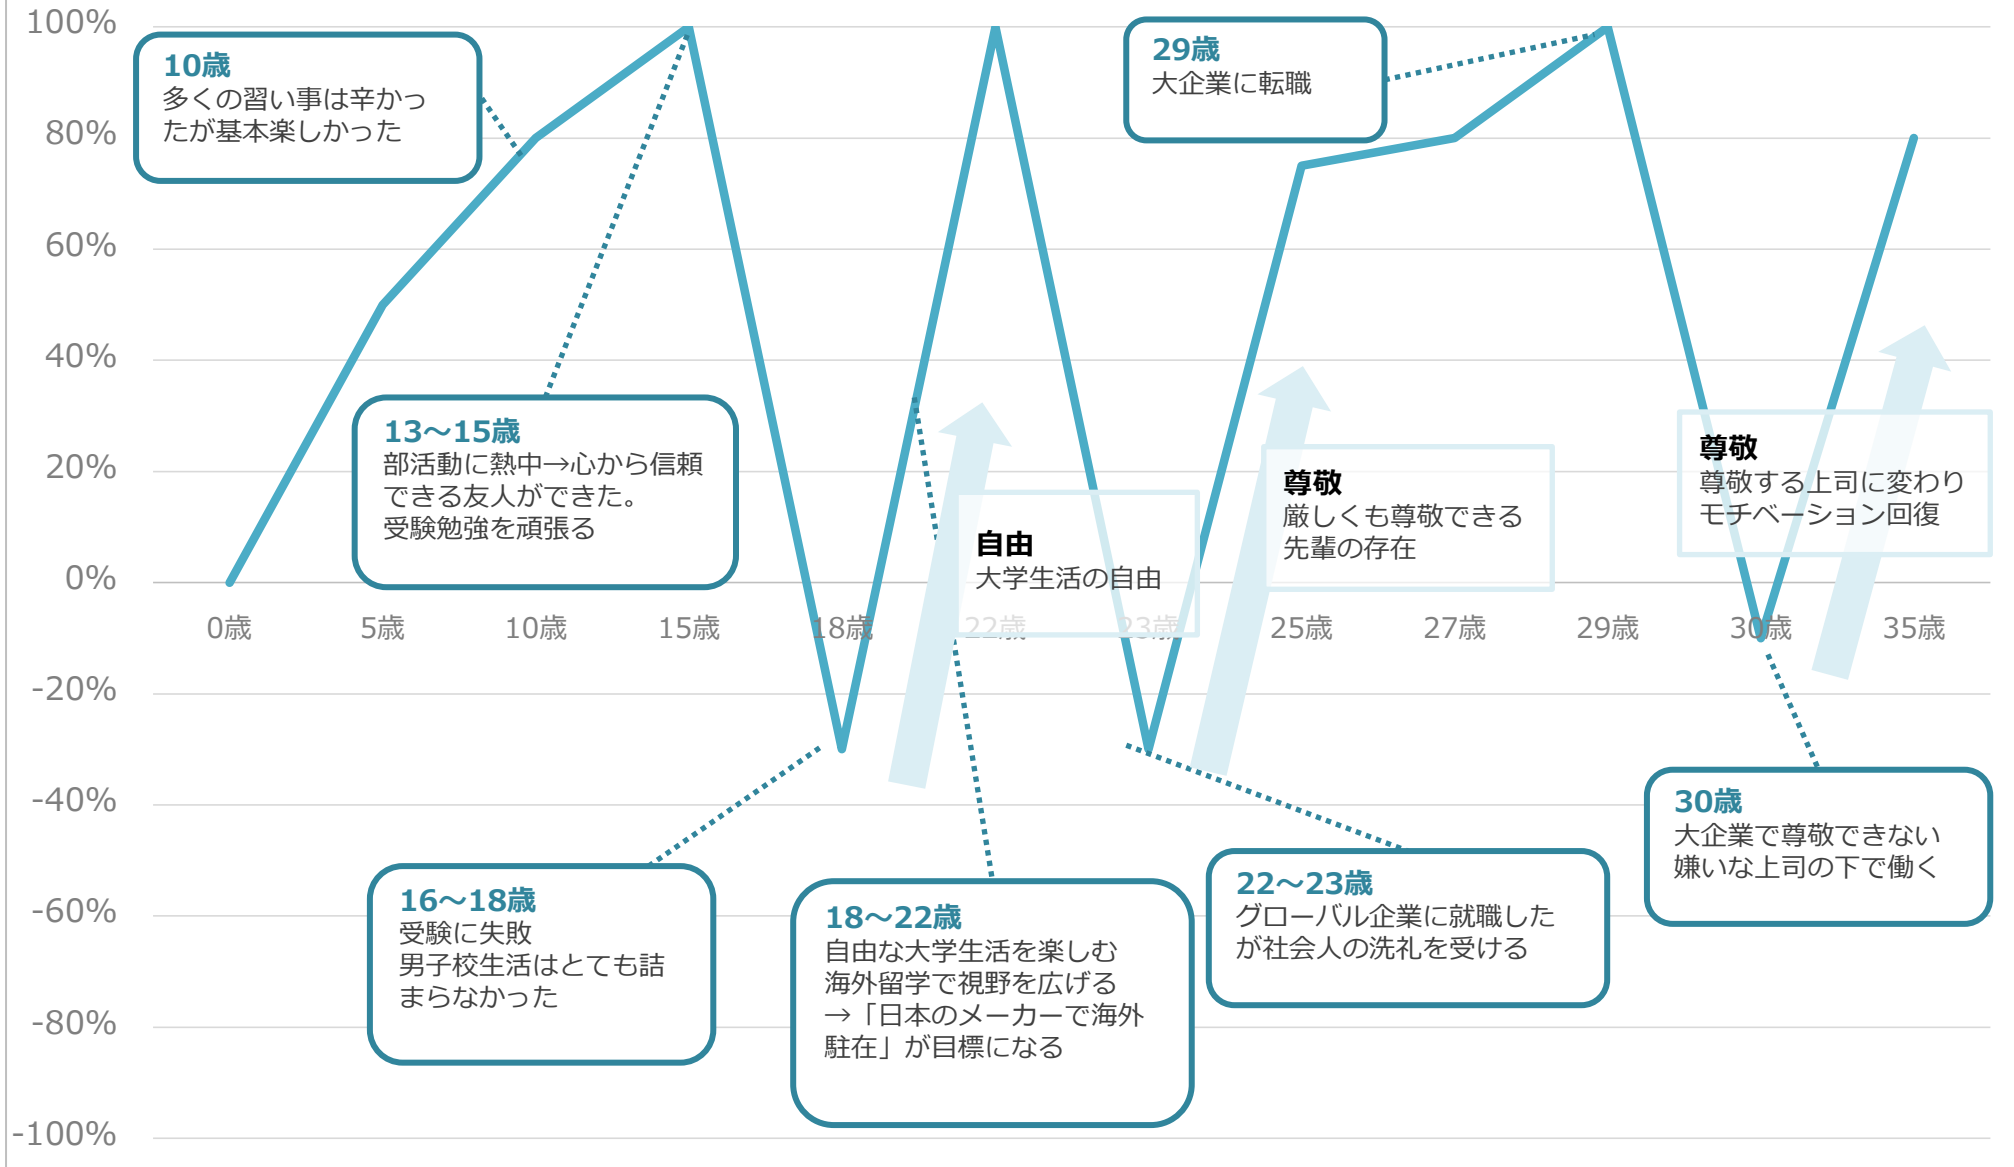 100%
80%
60%
40%
20%
0%
-20%
-40%
-60%
-80%
-100%
10歳
多くの習い事は辛かっ
たが基本楽しかった
29歳
大企業に転職
13〜15歳
部活動に熱中→心から信頼
できる友人ができた。
受験勉強を頑張る
自由
大学生活の自由
尊敬
厳しくも尊敬できる
先輩の存在
尊敬
尊敬する上司に変わり
モチベーション回復
0歳 5歳 10歳 15歳 18歳 22歳 23歳 25歳 27歳 29歳 30歳 35歳
16〜18歳
受験に失敗
男子校生活はとても詰
まらなかった
18〜22歳
自由な大学生活を楽しむ
海外留学で視野を広げる
→「日本のメーカーで海外
駐在」が目標になる
22〜23歳
グローバル企業に就職した
が社会人の洗礼を受ける
30歳
大企業で尊敬できない
嫌いな上司の下で働く